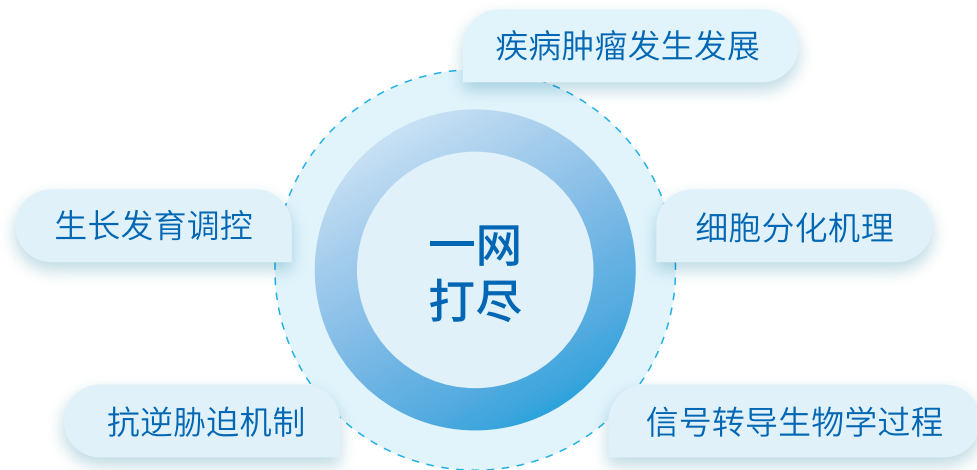 疾病肿瘤发生发展
生长发育调控
细胞分化机理
一网
打尽
抗逆胁迫机制
信号转导生物学过程